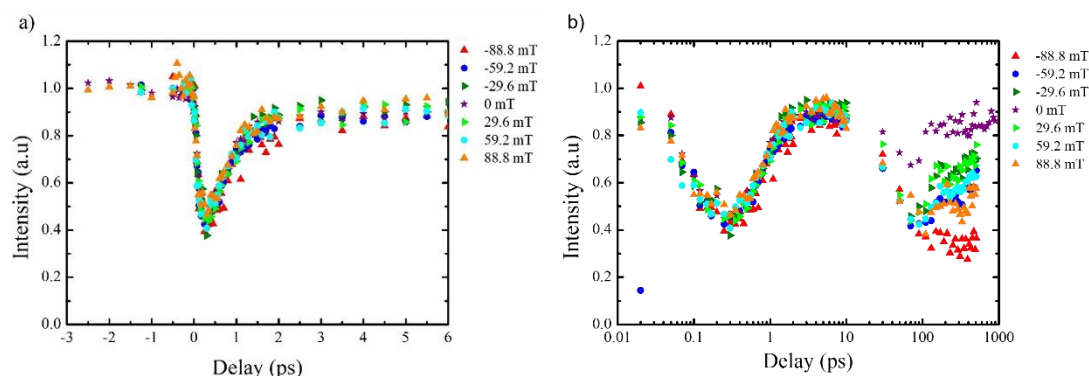 a)
Intensity (a.u)
1.2
1.0
0.8
0.6
0.4
0.2
0.0
-3 -2 -1 0 1 2 3 4 5 6
Delay (ps)
-88.8 mT
-59.2 mT
-29.6 mT
0 mT
29.6 mT
59.2 mT
88.8 mT
b)
Intensity (a.u)
1.2
1.0
0.8
0.6
0.4
0.2
0.0
0.01 0.1 1 10 100 1000
Delay (ps)
-88.8 mT
-59.2 mT
-29.6 mT
0 mT
29.6 mT
59.2 mT
88.8 mT